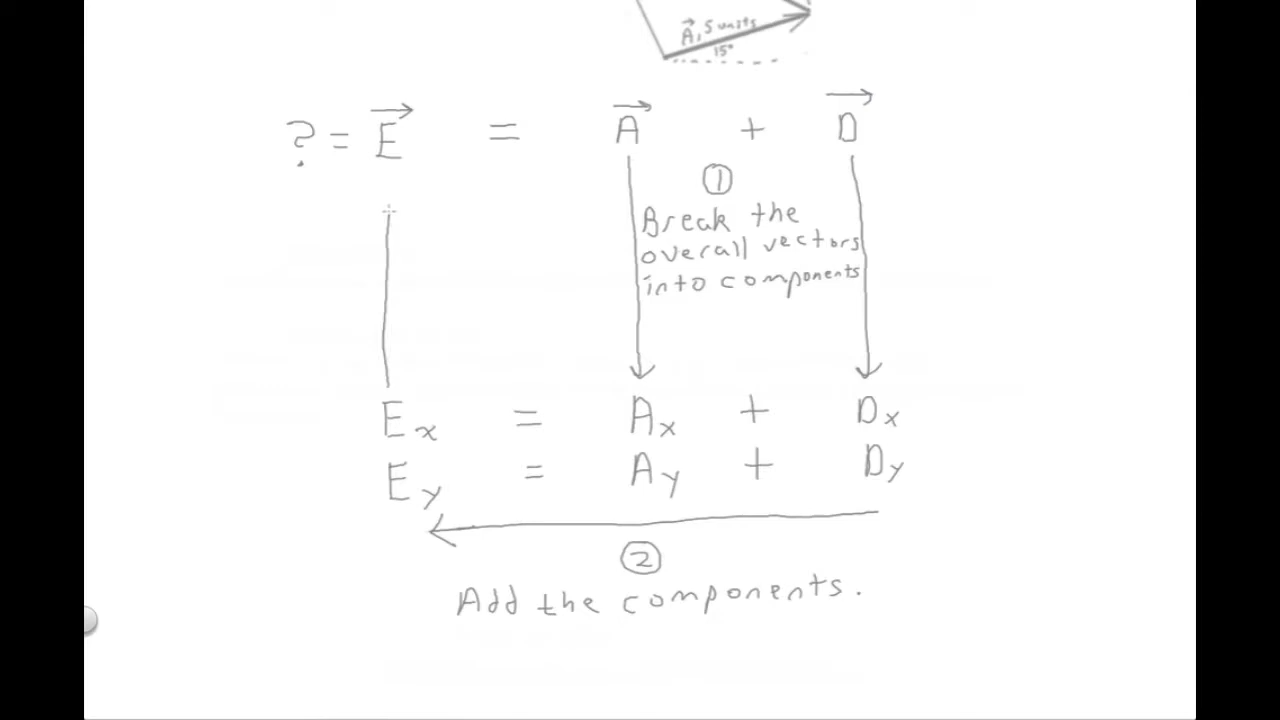 A, 5 units
15°
? = E = A + D
1
Break the
overall vectors
into components
Ex = Ax + Dx
Ey = Ay + Dy
2
Add the components.